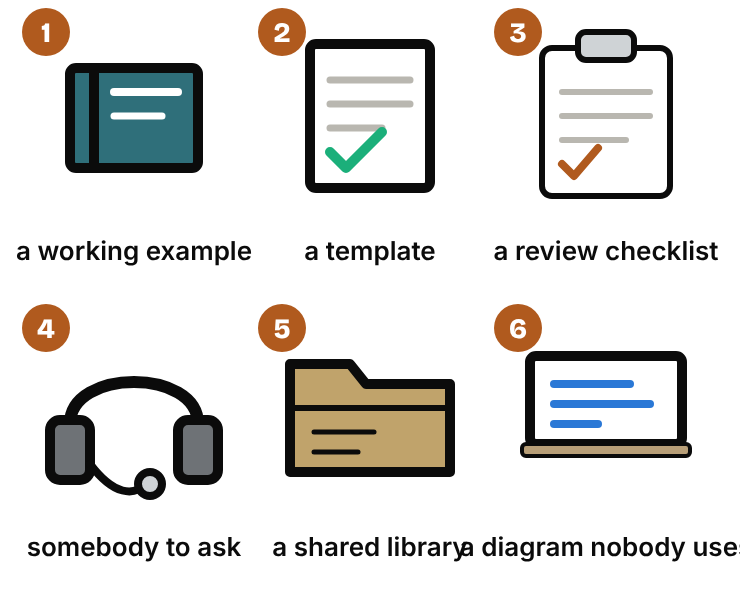 1
2
3
a working example
a template
a review checklist
4
5
6
somebody to ask
a shared library
a diagram nobody uses